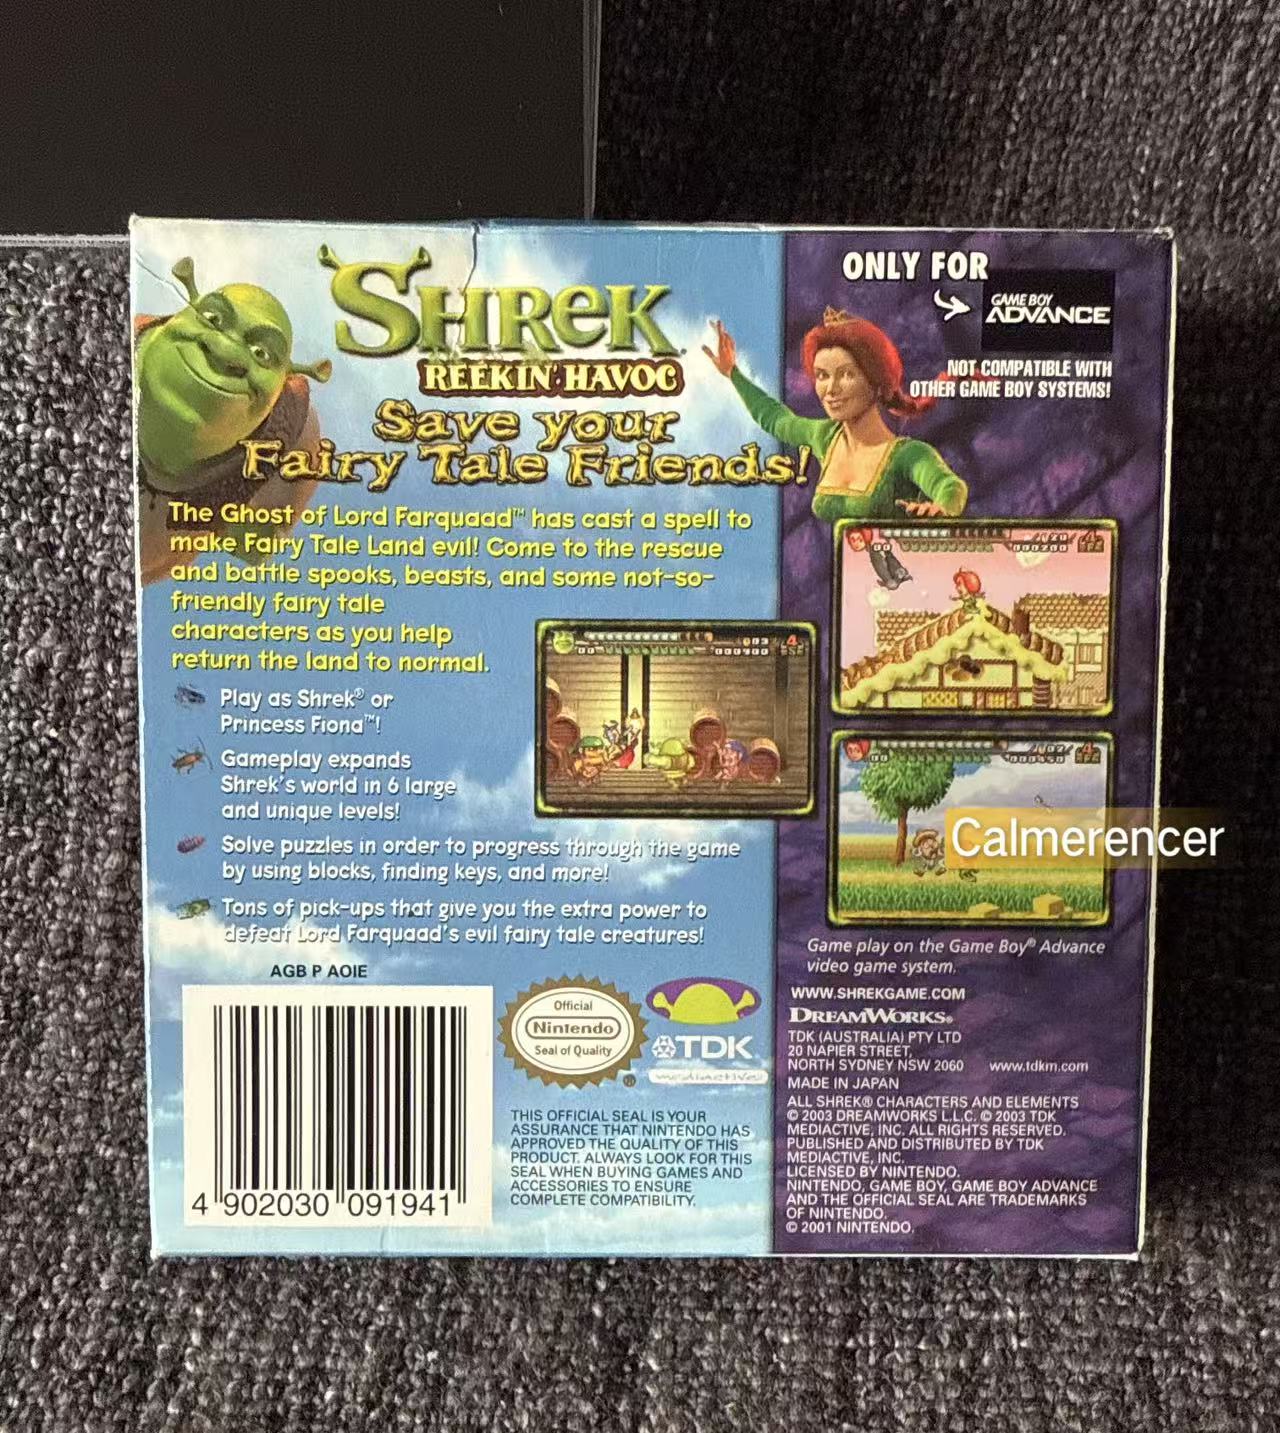 SHREK
REEKIN' HAVOC
Save your
Fairy Tale Friends!
The Ghost of Lord Farquaad™ has cast a spell to
make Fairy Tale Land evil! Come to the rescue
and battle spooks, beasts, and some not-so-
friendly fairy tale
characters as you help
return the land to normal.
Play as Shrek® or
Princess Fiona™!
Gameplay expands
Shrek's world in 6 large
and unique levels!
Solve puzzles in order to progress through the game
by using blocks, finding keys, and more!
Tons of pick-ups that give you the extra power to
defeat Lord Farquaad's evil fairy tale creatures!
AGB P AOIE
4 902030 091941
Official
Nintendo
Seal of Quality
TDK
mediactive
THIS OFFICIAL SEAL IS YOUR
ASSURANCE THAT NINTENDO HAS
APPROVED THE QUALITY OF THIS
PRODUCT. ALWAYS LOOK FOR THIS
SEAL WHEN BUYING GAMES AND
ACCESSORIES TO ENSURE
COMPLETE COMPATIBILITY.
ONLY FOR
GAME BOY
ADVANCE
NOT COMPATIBLE WITH
OTHER GAME BOY SYSTEMS!
Calmerencer
Game play on the Game Boy® Advance
video game system.
WWW.SHREKGAME.COM
DREAMWORKS®
TDK (AUSTRALIA) PTY LTD
20 NAPIER STREET,
NORTH SYDNEY NSW 2060 www.tdkm.com
MADE IN JAPAN
ALL SHREK® CHARACTERS AND ELEMENTS
© 2003 DREAMWORKS L.L.C. © 2003 TDK
MEDIACTIVE, INC. ALL RIGHTS RESERVED.
PUBLISHED AND DISTRIBUTED BY TDK
MEDIACTIVE, INC.
LICENSED BY NINTENDO.
NINTENDO, GAME BOY, GAME BOY ADVANCE
AND THE OFFICIAL SEAL ARE TRADEMARKS
OF NINTENDO.
© 2001 NINTENDO.